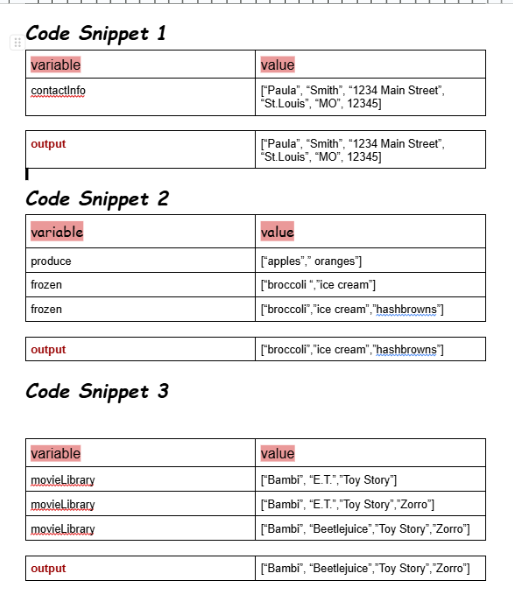 Code Snippet 1
variable value
contactInfo ["Paula", "Smith", "1234 Main Street",
"St.Louis", "MO", 12345]
output ["Paula", "Smith", "1234 Main Street",
"St.Louis", "MO", 12345]
Code Snippet 2
variable value
produce ["apples"," oranges"]
frozen ["broccoli ","ice cream"]
frozen ["broccoli","ice cream","hashbrowns"]
output ["broccoli","ice cream","hashbrowns"]
Code Snippet 3
variable value
movieLibrary ["Bambi", "E.T.","Toy Story"]
movieLibrary ["Bambi", "E.T.","Toy Story","Zorro"]
movieLibrary ["Bambi", "Beetlejuice","Toy Story","Zorro"]
output ["Bambi", "Beetlejuice","Toy Story","Zorro"]